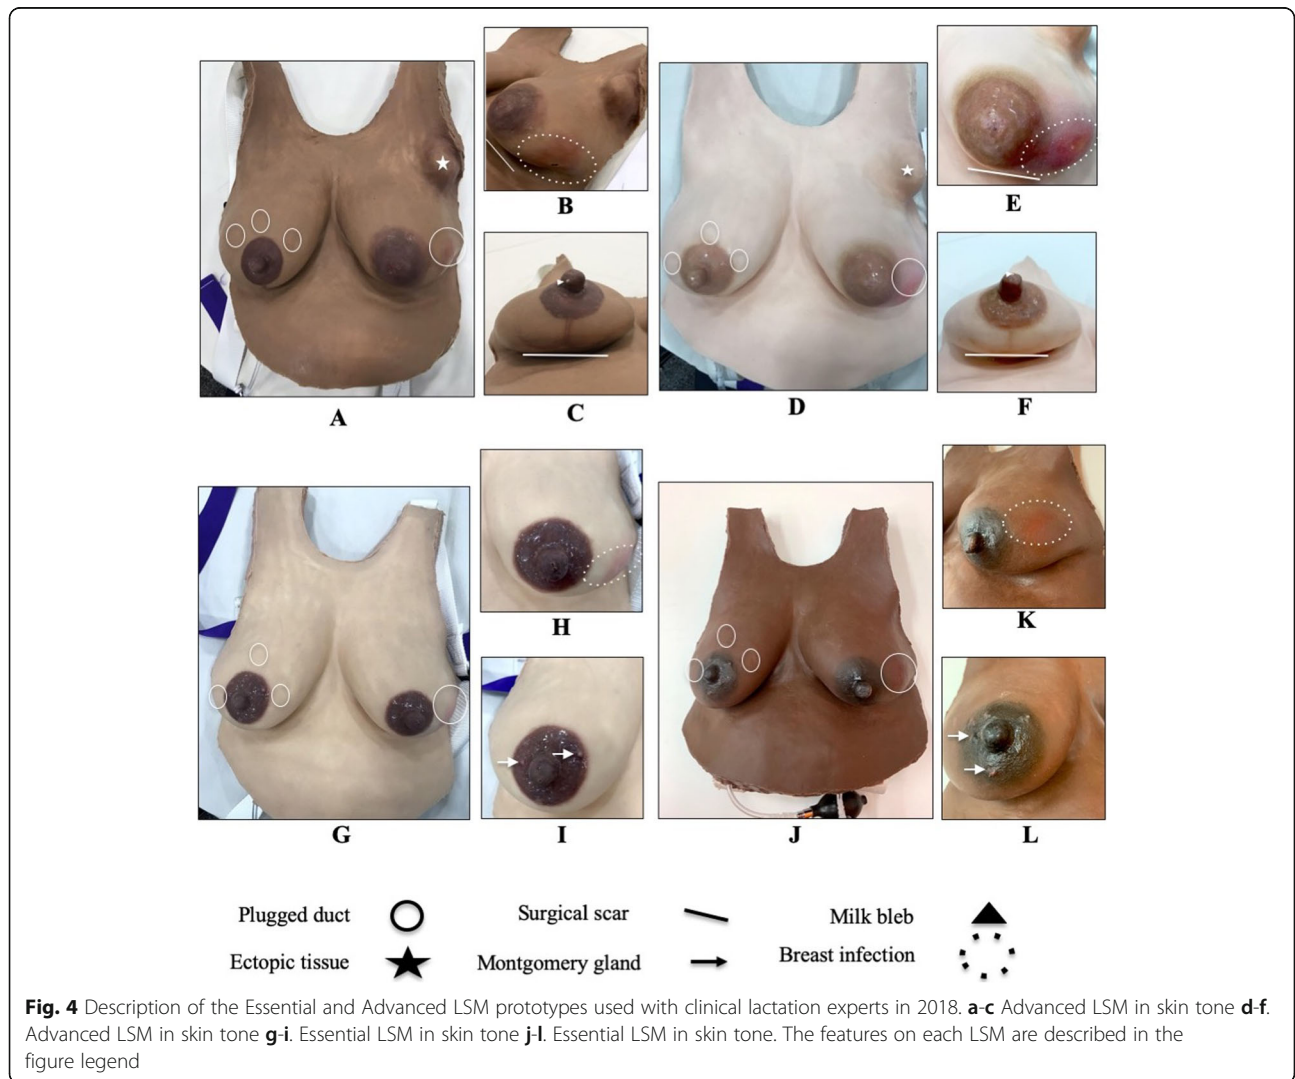 B
E
A
C
D
F
H
K
G
I
J
L
Plugged duct
Surgical scar
Milk bleb
Ectopic tissue
Montgomery gland
Breast infection
Fig. 4 Description of the Essential and Advanced LSM prototypes used with clinical lactation experts in 2018. a-c Advanced LSM in skin tone d-f.
Advanced LSM in skin tone g-i. Essential LSM in skin tone j-l. Essential LSM in skin tone. The features on each LSM are described in the
figure legend